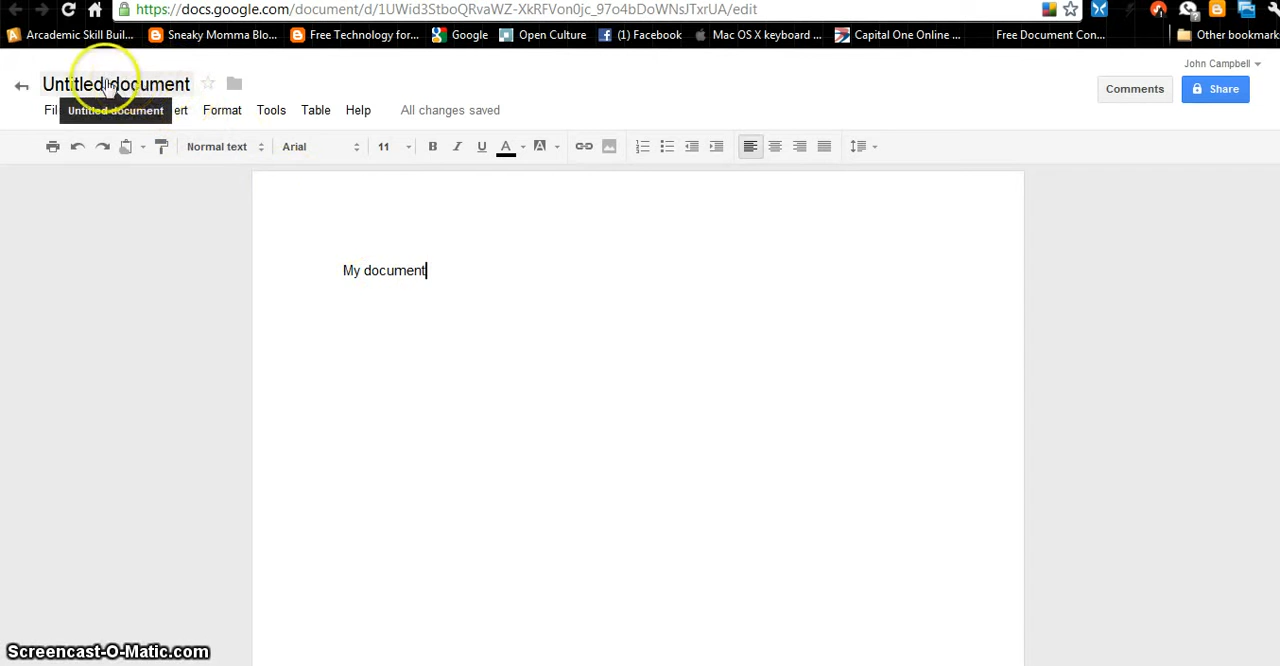 https://docs.google.com/document/d/1UWid3StboQRvaWZ-XkRFVon0jc_97o4bDoWNsJTxrUA/edit
Arcademic Skill Buil... Sneaky Momma Blo... Free Technology for... Google Open Culture (1) Facebook Mac OS X keyboard ... Capital One Online ... Free Document Con... Other bookmark
John Campbell
Untitled document
Comments Share
Fil ert Format Tools Table Help All changes saved
Untitled document
Normal text Arial 11 B I U A A
My document
Screencast-O-Matic.com